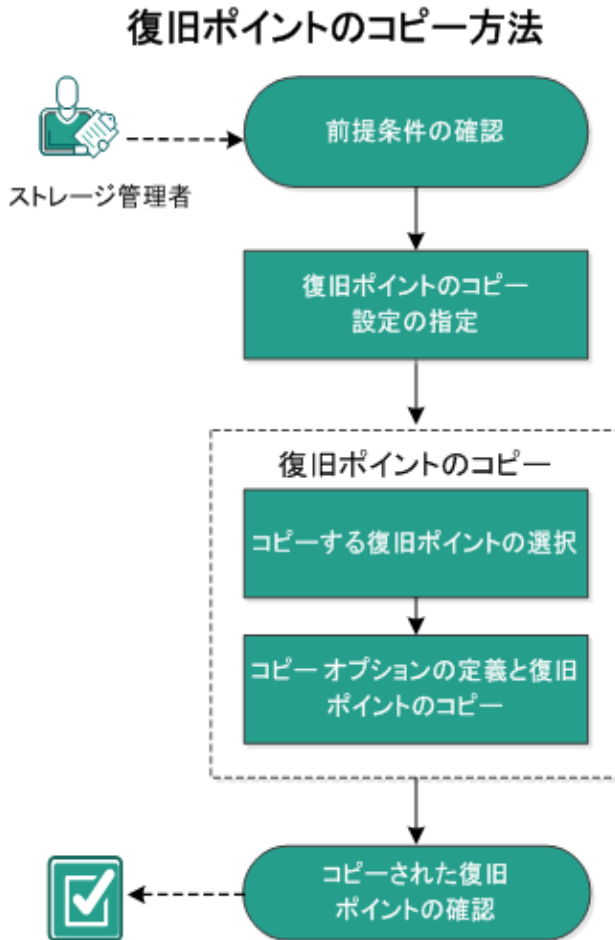 復旧ポイントのコピー方法
前提条件の確認
ストレージ管理者
復旧ポイントのコピー
設定の指定
復旧ポイントのコピー
コピーする復旧ポイントの選択
コピー オプションの定義と復旧
ポイントのコピー
コピーされた復旧
ポイントの確認